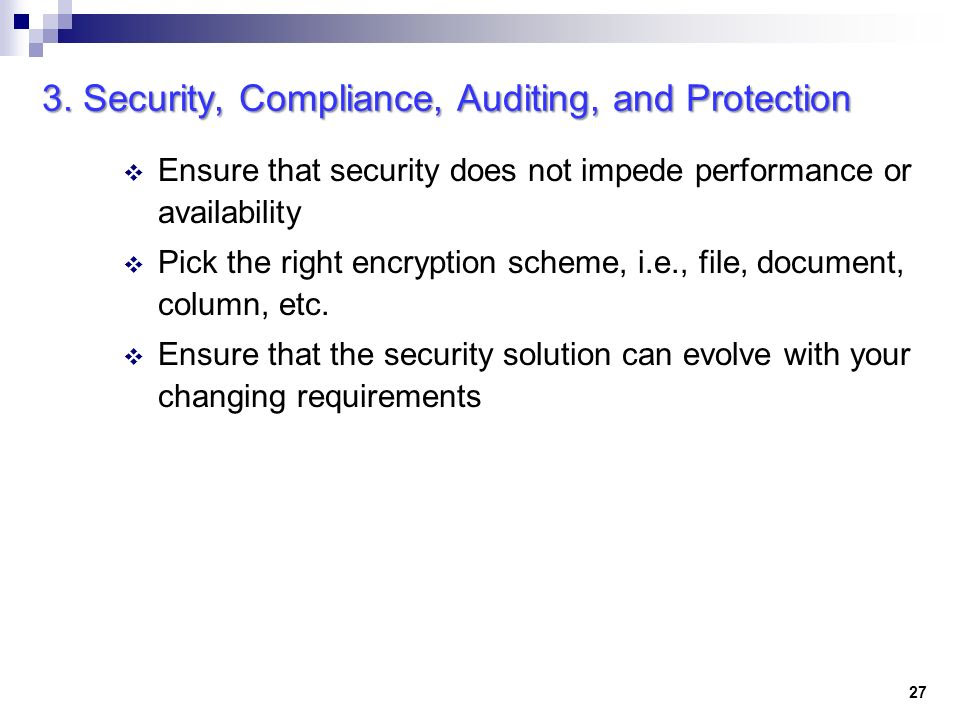 3. Security, Compliance, Auditing, and Protection
❖ Ensure that security does not impede performance or
availability
❖ Pick the right encryption scheme, i.e., file, document,
column, etc.
❖ Ensure that the security solution can evolve with your
changing requirements
27